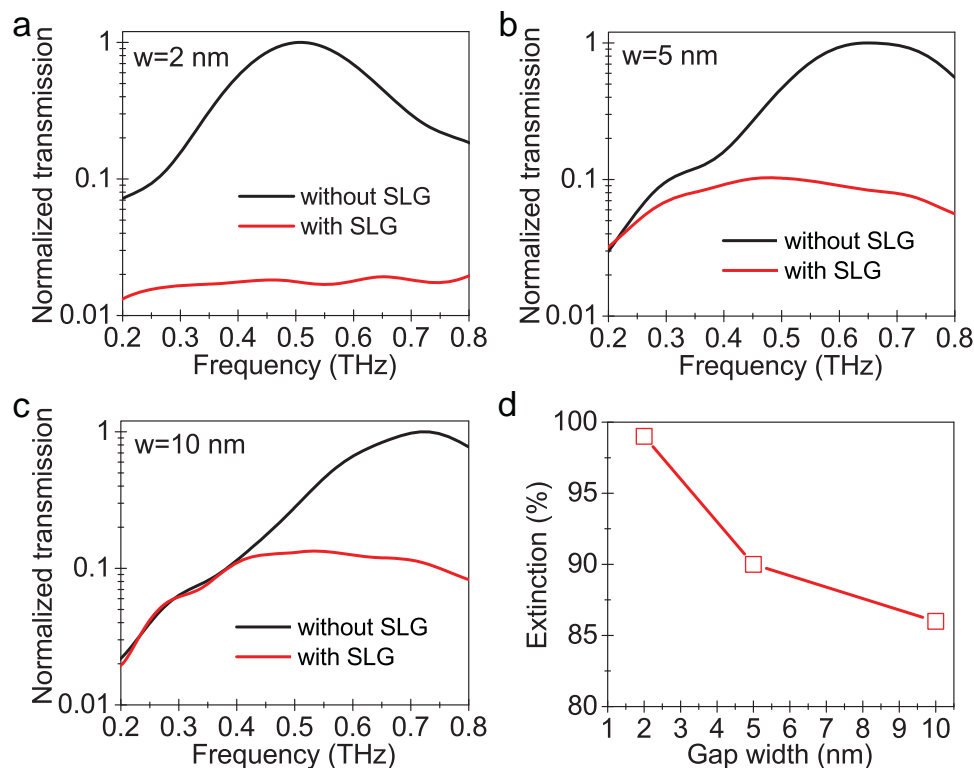 a
w=2 nm
Normalized transmission
1
0.1
0.01
without SLG
with SLG
0.2 0.3 0.4 0.5 0.6 0.7 0.8
Frequency (THz)
b
w=5 nm
Normalized transmission
1
0.1
0.01
without SLG
with SLG
0.2 0.3 0.4 0.5 0.6 0.7 0.8
Frequency (THz)
c
w=10 nm
Normalized transmission
1
0.1
0.01
without SLG
with SLG
0.2 0.3 0.4 0.5 0.6 0.7 0.8
Frequency (THz)
d
Extinction (%)
100
95
90
85
80
1 2 3 4 5 6 7 8 9 10
Gap width (nm)